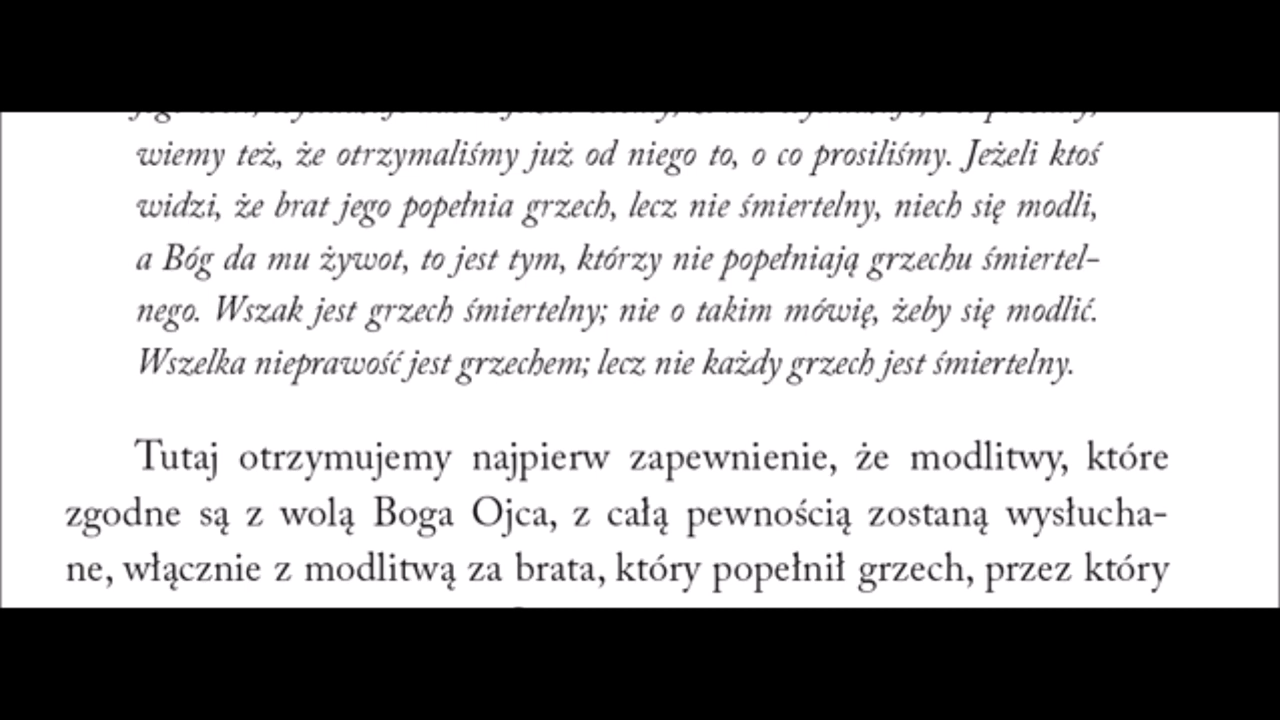 wiemy też, że otrzymaliśmy już od niego to, o co prosiliśmy. Jeżeli ktoś
widzi, że brat jego popełnia grzech, lecz nie śmiertelny, niech się modli,
a Bóg da mu żywot, to jest tym, którzy nie popełniają grzechu śmiertel-
nego. Wszak jest grzech śmiertelny; nie o takim mówię, żeby się modlić.
Wszelka nieprawość jest grzechem; lecz nie każdy grzech jest śmiertelny.
Tutaj otrzymujemy najpierw zapewnienie, że modlitwy, które
zgodne są z wolą Boga Ojca, z całą pewnością zostaną wysłucha-
ne, włącznie z modlitwą za brata, który popełnił grzech, przez który